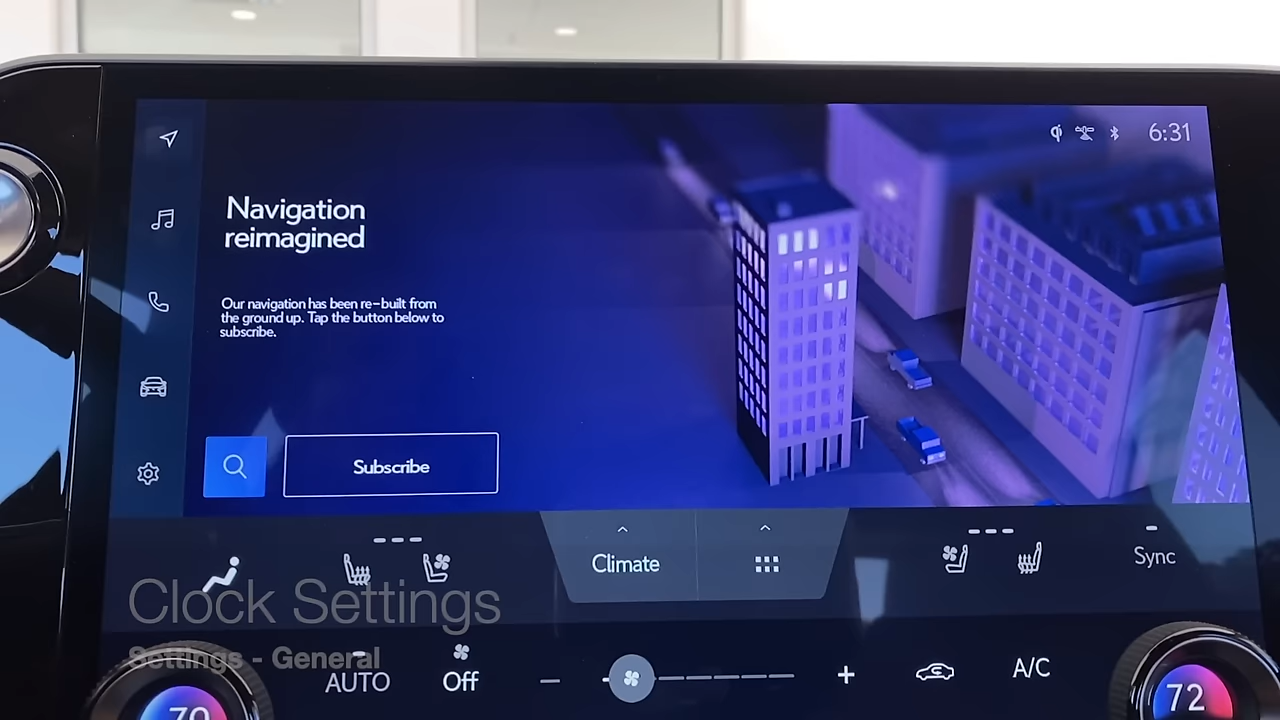 6:31
Navigation
reimagined
Our navigation has been re-built from
the ground up. Tap the button below to
subscribe.
Subscribe
Climate
Sync
Clock Settings
Settings - General
AUTO
Off
A/C
70
72